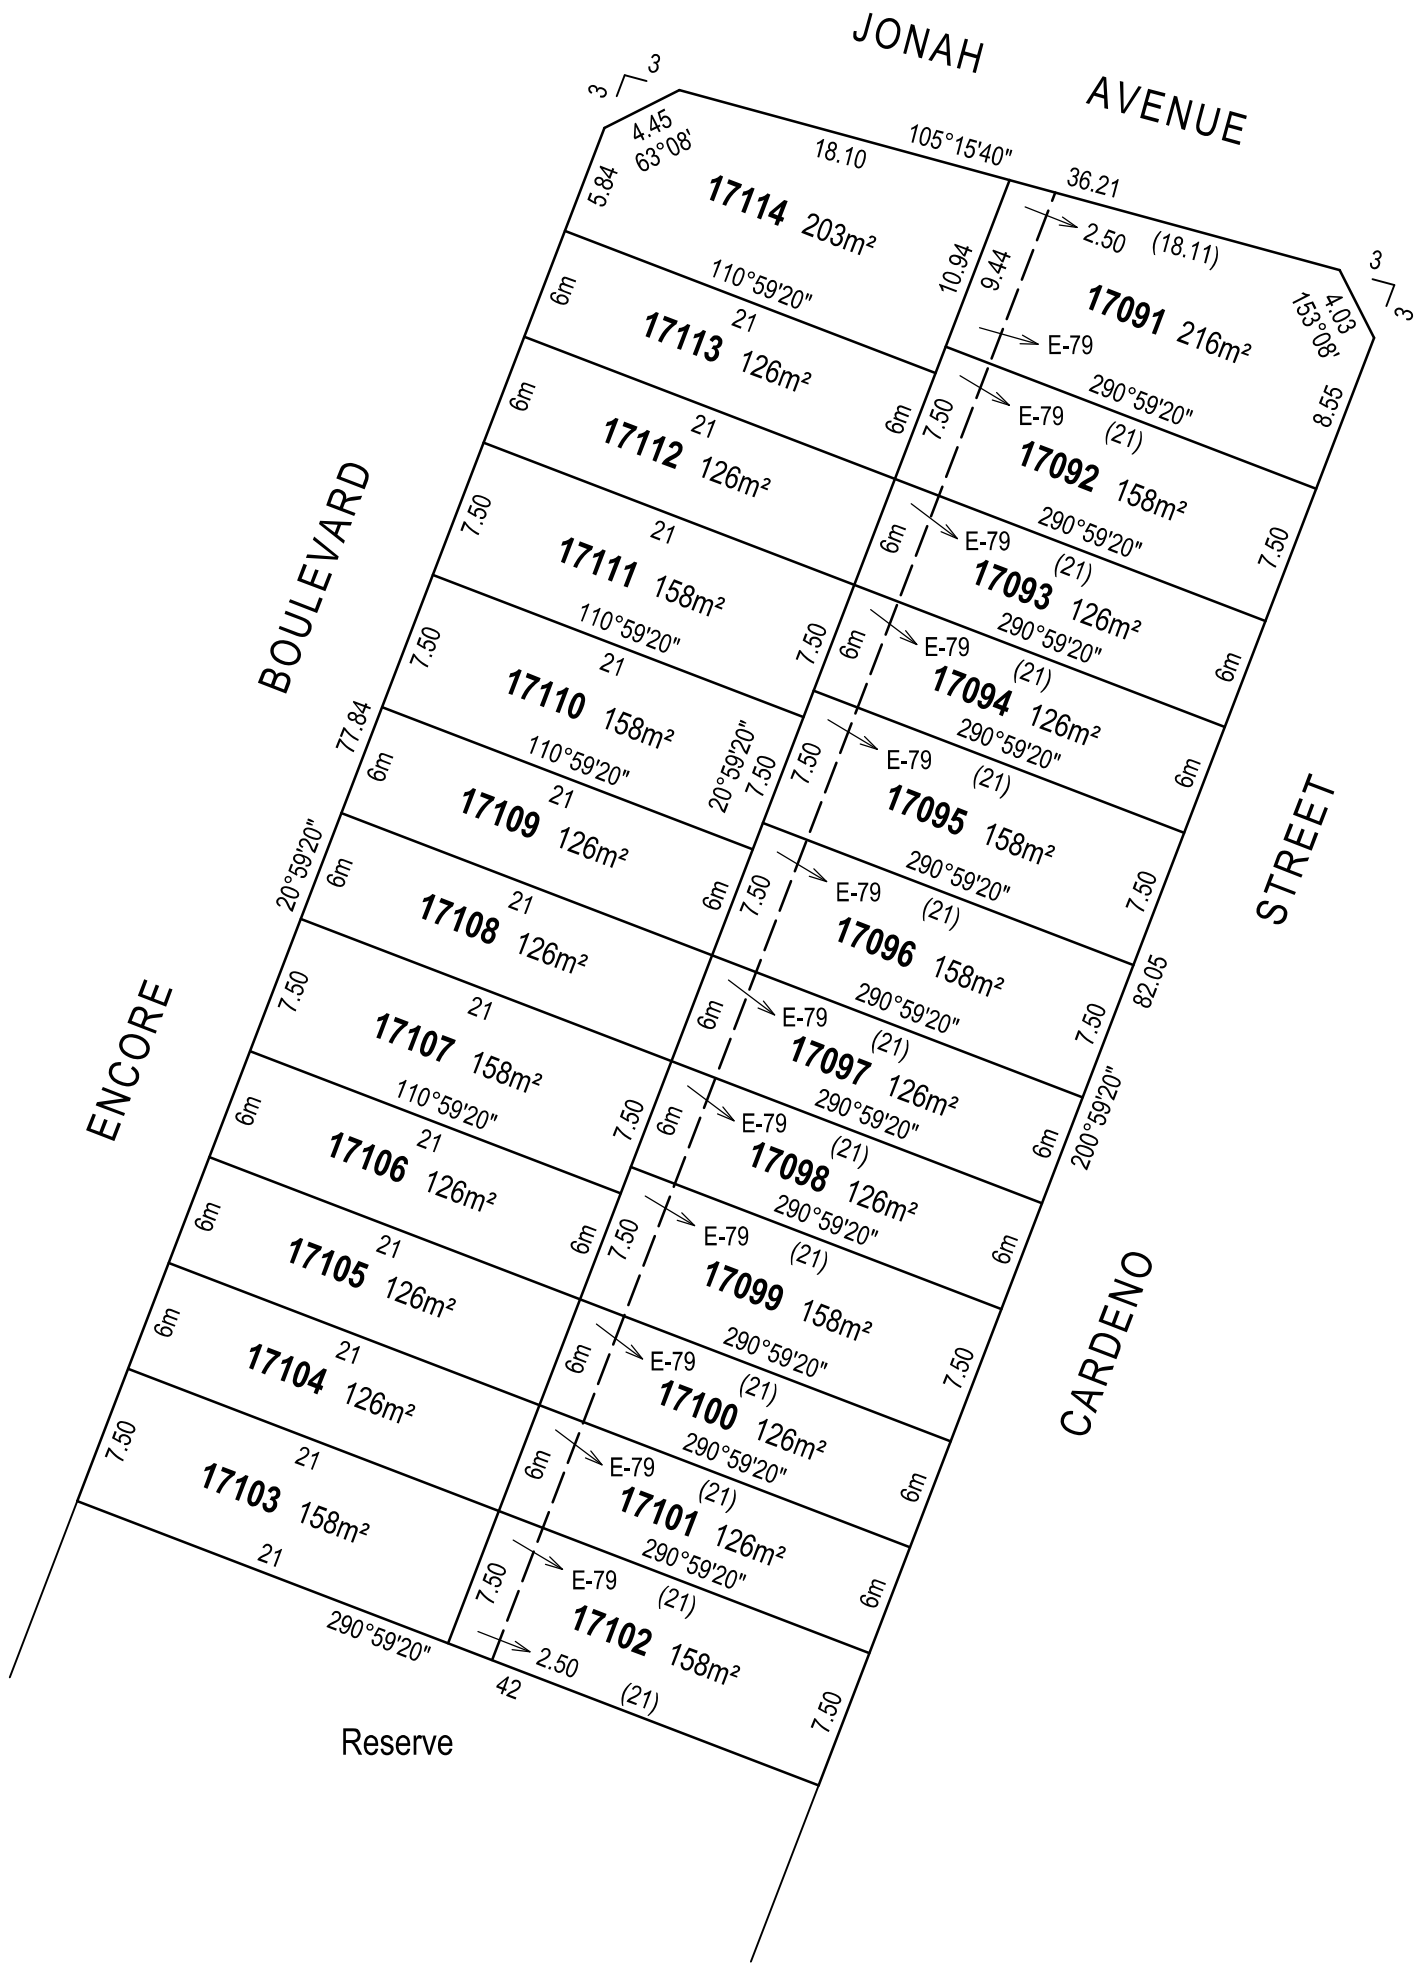 JONAH AVENUE
3
3
4.45
63°08'
5.84
18.10
105°15'40"
36.21
17114 203m²
10.94
9.44
2.50
(18.11)
3
3
4.03
153°08'
17091 216m²
E-79
8.55
110°59'20"
290°59'20"
6m
21
17113 126m²
6m
7.50
E-79
(21)
17092 158m²
7.50
290°59'20"
6m
21
17112 126m²
6m
E-79
(21)
17093 126m²
6m
290°59'20"
7.50
21
17111 158m²
7.50
110°59'20"
6m
E-79
(21)
17094 126m²
6m
290°59'20"
7.50
21
17110 158m²
20°59'20"
7.50
110°59'20"
7.50
E-79
(21)
17095 158m²
7.50
290°59'20"
BOULEVARD
77.84
20°59'20"
6m
21
17109 126m²
6m
7.50
E-79
(21)
17096 158m²
7.50
290°59'20"
STREET
82.05
200°59'20"
6m
21
17108 126m²
6m
E-79
(21)
17097 126m²
6m
290°59'20"
7.50
21
17107 158m²
7.50
110°59'20"
6m
E-79
(21)
17098 126m²
6m
290°59'20"
ENCORE
6m
21
17106 126m²
6m
7.50
E-79
(21)
17099 158m²
7.50
290°59'20"
CARDENO
6m
21
17105 126m²
6m
E-79
(21)
17100 126m²
6m
290°59'20"
6m
21
17104 126m²
6m
E-79
(21)
17101 126m²
6m
290°59'20"
7.50
21
17103 158m²
21
7.50
E-79
(21)
17102 158m²
7.50
2.50
(21)
290°59'20"
42
Reserve